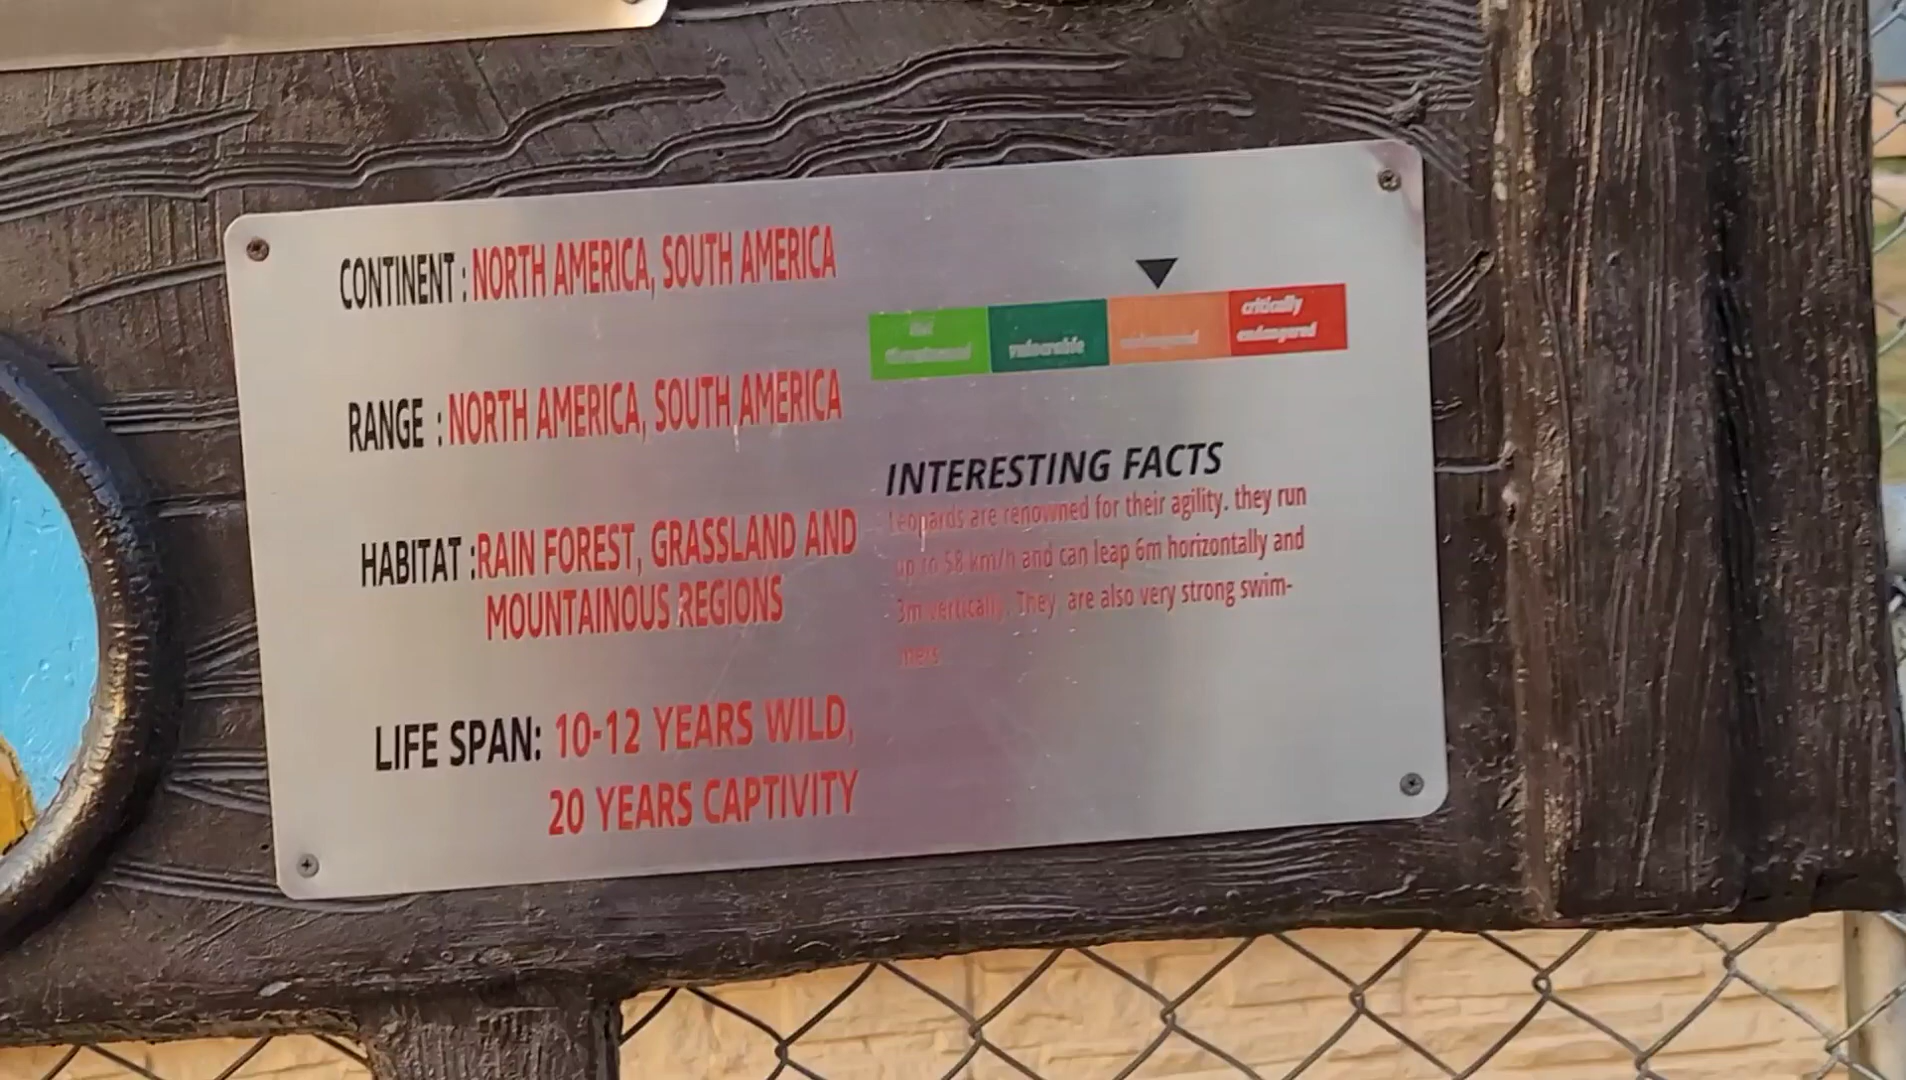 CONTINENT : NORTH AMERICA, SOUTH AMERICA
vulnerable
endangered
critically
endangered
RANGE : NORTH AMERICA, SOUTH AMERICA
HABITAT :RAIN FOREST, GRASSLAND AND
MOUNTAINOUS REGIONS
LIFE SPAN: 10-12 YEARS WILD,
20 YEARS CAPTIVITY
INTERESTING FACTS
Leopards are renowned for their agility. they run
up to 58 km/h and can leap 6m horizontally and
3m vertically. They are also very strong swim-
mers